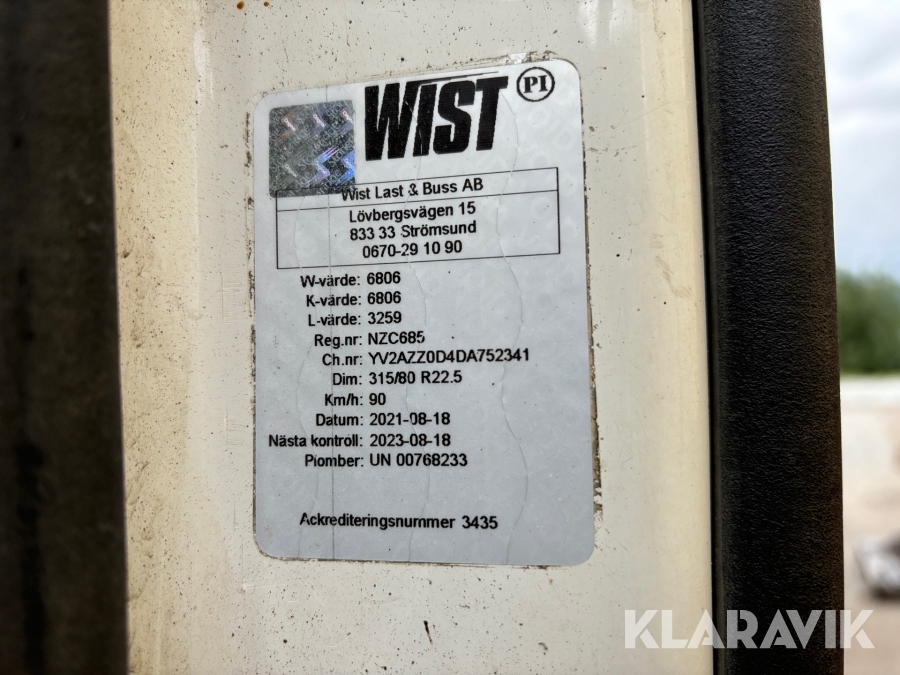 WIST PI
Wist Last & Buss AB
Lövbergsvägen 15
833 33 Strömsund
0670-29 10 90
W-värde: 6806
K-värde: 6806
L-värde: 3259
Reg.nr: NZC685
Ch.nr: YV2AZZ0D4DA752341
Dim: 315/80 R22.5
Km/h: 90
Datum: 2021-08-18
Nästa kontroll: 2023-08-18
Plomber: UN 00768233
Ackrediteringsnummer 3435
KLARAVIK